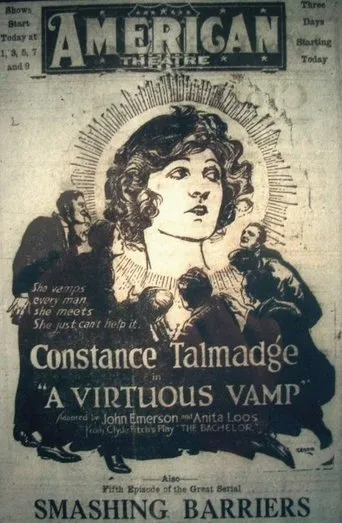 Shows
Start
Today at
1, 3, 5, 7
and 9
AMERICAN
THEATRE
Three
Days
Starting
Today
She vamps
every man
she meets
She just can't help it.
Constance Talmadge
in
"A VIRTUOUS VAMP"
Adapted by John Emerson and Anita Loos
From Clyde Fitch's Play "THE BACHELOR"
Also
Fifth Episode of the Great Serial
SMASHING BARRIERS